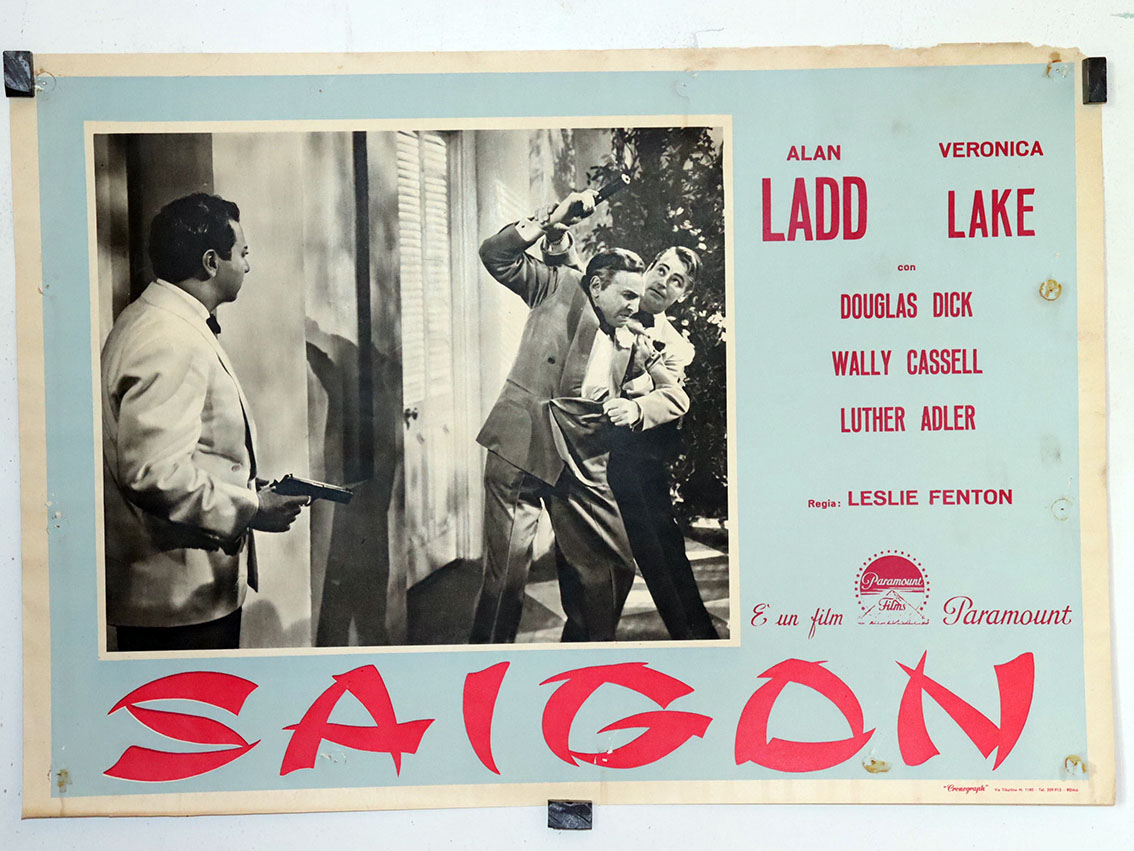 ALAN
LADD
VERONICA
LAKE
con
DOUGLAS DICK
WALLY CASSELL
LUTHER ADLER
Regia: LESLIE FENTON
È un film
Paramount
Films
Paramount
SAIGON
"Cronograph"